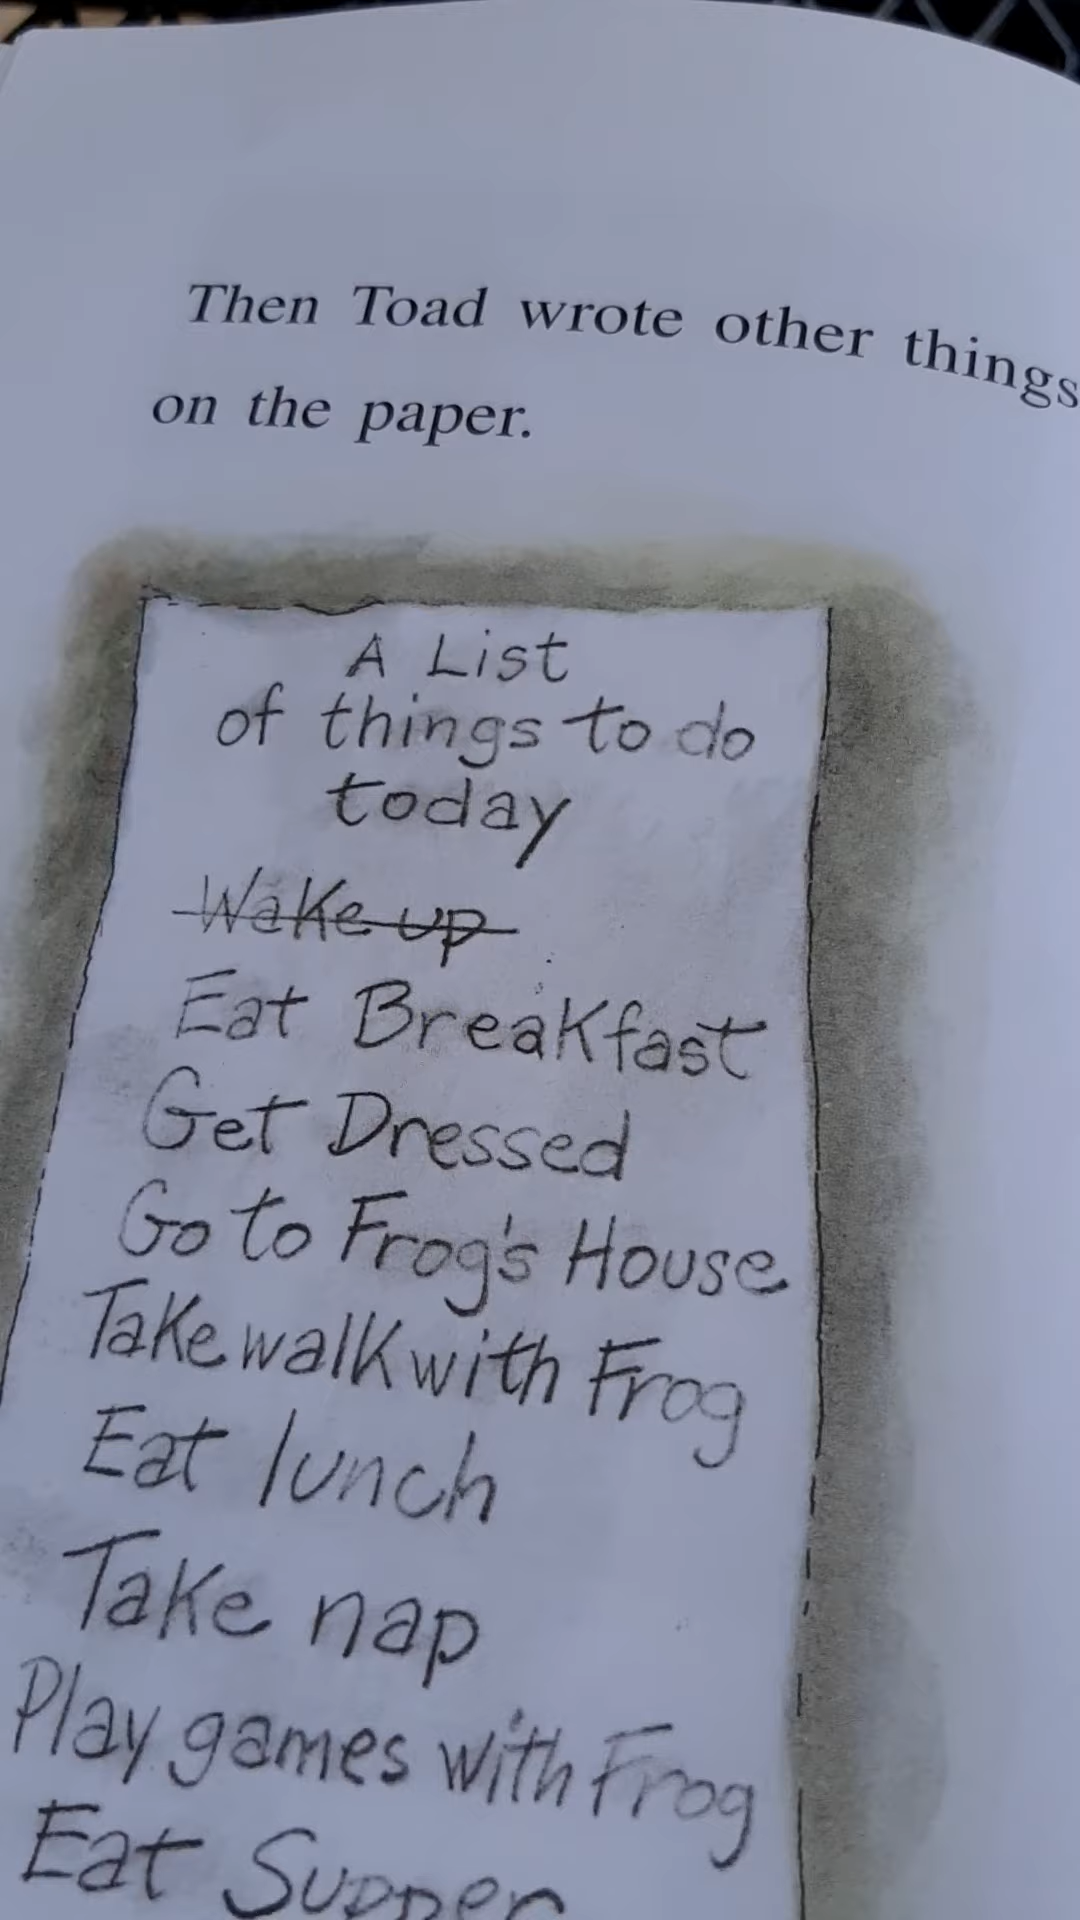 Then Toad wrote other things
on the paper.
A List
of things to do
today
Wake up
Eat Breakfast
Get Dressed
Go to Frog's House
Take walk with Frog
Eat lunch
Take nap
Play games with Frog
Eat Supper